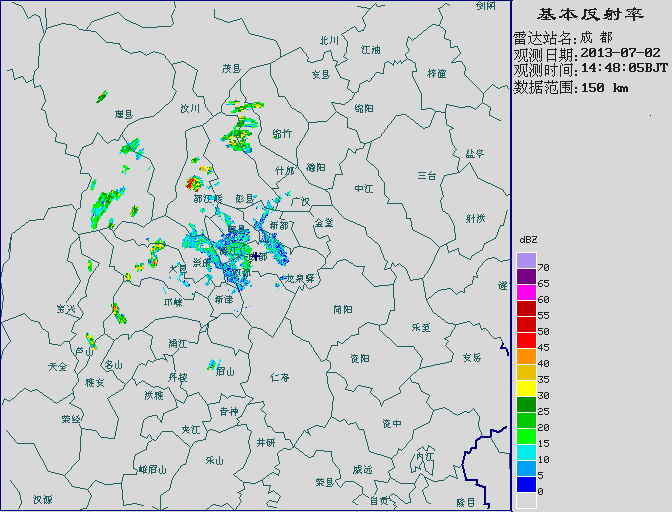 基本反射率
雷达站名:成 都
观测日期:2013-07-02
观测时间:14:48:05BJT
数据范围:150 km
dBZ
70
65
60
55
50
45
40
35
30
25
20
15
10
5
0
剑阁
北川
江油
茂县
安县
梓潼
理县
汶川
绵阳
绵竹
盐亭
什邡
德阳
三台
中江
都江堰
彭县
广汉
射洪
金堂
新都
崇庆
大邑
龙泉驿
邛崃
新津
简阳
宝兴
乐至
蒲江
芦山
资阳
安岳
天全
名山
丹棱
眉山
仁寿
雅安
洪雅
青神
荥经
资中
夹江
井研
内江
峨眉山
乐山
威远
荣县
汉源
自贡
隆昌